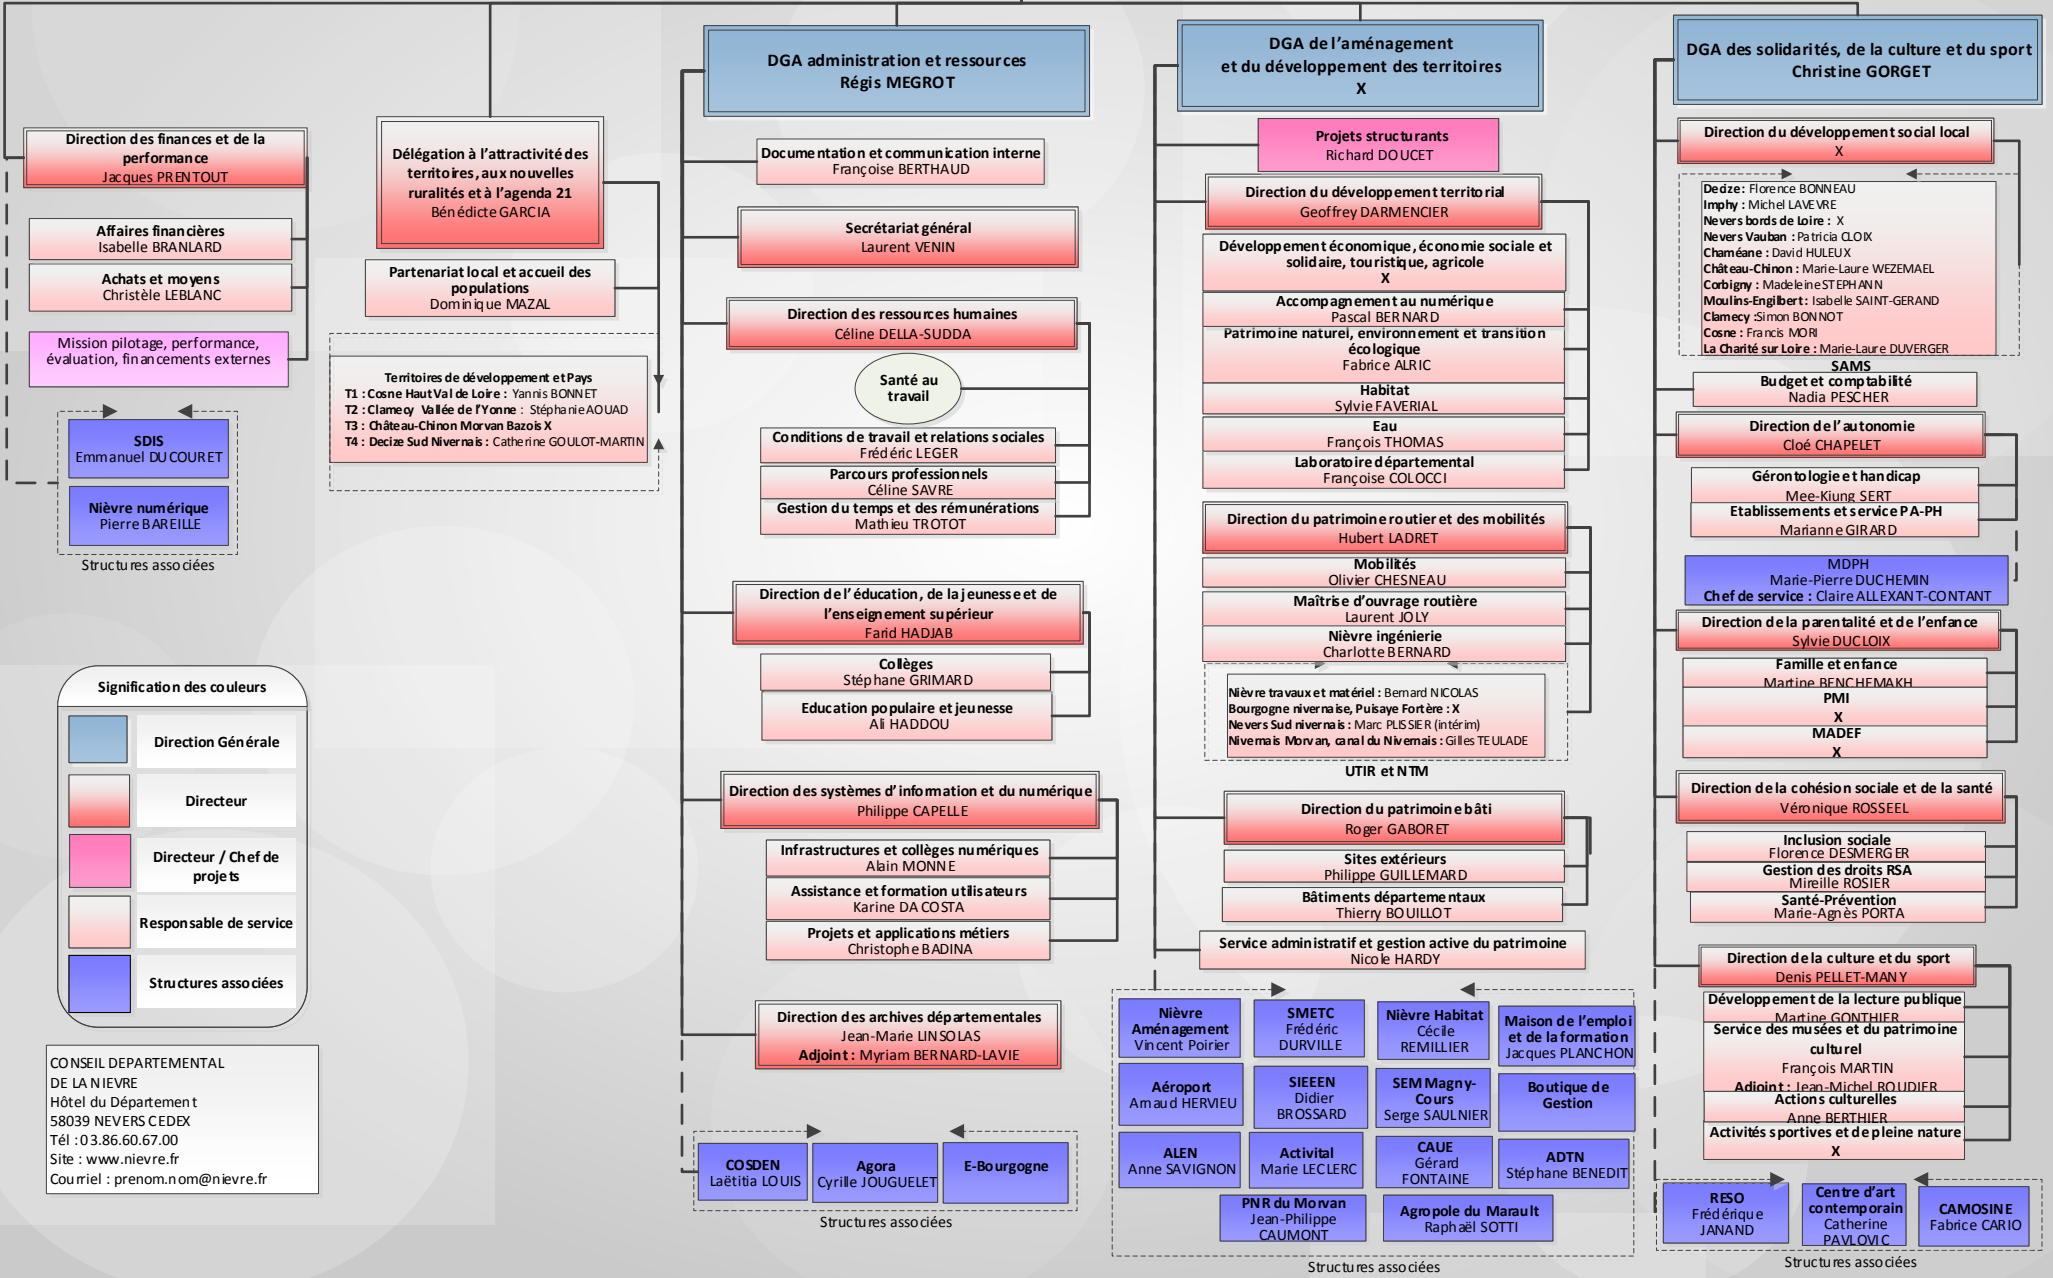 Direction des finances et de la
performance
Jacques PRENTOUT
Affaires financières
Isabelle BRANLARD
Achats et moyens
Christèle LEBLANC
Mission pilotage, performance,
évaluation, financements externes
SDIS
Emmanuel DUCOURET
Nièvre numérique
Pierre BAREILLE
Structures associées
Signification des couleurs
Direction Générale
Directeur
Directeur / Chef de
projets
Responsable de service
Structures associées
CONSEIL DEPARTEMENTAL
DE LA NIEVRE
Hôtel du Département
58039 NEVERS CEDEX
Tél : 03.86.60.67.00
Site : www.nievre.fr
Courriel : prenom.nom@nievre.fr
Délégation à l'attractivité des
territoires, aux nouvelles
ruralités et à l'agenda 21
Bénédicte GARCIA
Partenariat local et accueil des
populations
Dominique MAZAL
Territoires de développement et Pays
T1 : Cosne Haut Val de Loire : Yannis BONNET
T2 : Clamecy Vallée de l'Yonne : Stéphanie AOUAD
T3 : Château-Chinon Morvan Bazois X
T4 : Decize Sud Nivernais : Catherine GOULOT-MARTIN
DGA administration et ressources
Régis MEGROT
Documentation et communication interne
Françoise BERTHAUD
Secrétariat général
Laurent VENIN
Direction des ressources humaines
Céline DELLA-SUDDA
Santé au
travail
Conditions de travail et relations sociales
Frédéric LEGER
Parcours professionnels
Céline SAVRE
Gestion du temps et des rémunérations
Mathieu TROTOT
Direction de l'éducation, de la jeunesse et de
l'enseignement supérieur
Farid HADJAB
Collèges
Stéphane GRIMARD
Education populaire et jeunesse
Ali HADDOU
Direction des systèmes d'information et du numérique
Philippe CAPELLE
Infrastructures et collèges numériques
Alain MONNE
Assistance et formation utilisateurs
Karine DA COSTA
Projets et applications métiers
Christophe BADINA
Direction des archives départementales
Jean-Marie LINSOLAS
Adjoint : Myriam BERNARD-LAVIE
COSDEN
Laëtitia LOUIS
Agora
Cyrille JOUGUELET
E-Bourgogne
Structures associées
DGA de l'aménagement
et du développement des territoires
X
Projets structurants
Richard DOUCET
Direction du développement territorial
Geoffrey DARMENCIER
Développement économique, économie sociale et
solidaire, touristique, agricole
X
Accompagnement au numérique
Pascal BERNARD
Patrimoine naturel, environnement et transition
écologique
Fabrice ALRIC
Habitat
Sylvie FAVERIAL
Eau
François THOMAS
Laboratoire départemental
Françoise COLOCCI
Direction du patrimoine routier et des mobilités
Hubert LADRET
Mobilités
Olivier CHESNEAU
Maîtrise d'ouvrage routière
Laurent JOLY
Nièvre ingénierie
Charlotte BERNARD
Nièvre travaux et matériel : Bernard NICOLAS
Bourgogne nivernaise, Puisaye Fortère : X
Nevers Sud nivernais : Marc PLISSIER (intérim)
Nivernais Morvan, canal du Nivernais : Gilles TEULADE
UTIR et NTM
Direction du patrimoine bâti
Roger GABORET
Sites extérieurs
Philippe GUILLEMARD
Bâtiments départementaux
Thierry BOUILLOT
Service administratif et gestion active du patrimoine
Nicole HARDY
Nièvre
Aménagement
Vincent Poirier
SMETC
Frédéric
DURVILLE
Nièvre Habitat
Cécile
REMILLIER
Maison de l'emploi
et de la formation
Jacques PLANCHON
Aéroport
Arnaud HERVIEU
SIEEEN
Didier
BROSSARD
SEM Magny-
Cours
Serge SAULNIER
Boutique de
Gestion
ALEN
Anne SAVIGNON
Activital
Marie LECLERC
CAUE
Gérard
FONTAINE
ADTN
Stéphane BENEDIT
PNR du Morvan
Jean-Philippe
CAUMONT
Agropole du Marault
Raphaël SOTTI
Structures associées
DGA des solidarités, de la culture et du sport
Christine GORGET
Direction du développement social local
X
Decize : Florence BONNEAU
Imphy : Michel LAVEVRE
Nevers bords de Loire : X
Nevers Vauban : Patricia CLOIX
Chaméane : David HULEUX
Château-Chinon : Marie-Laure WEZEMAEL
Corbigny : Madeleine STEPHANN
Moulins-Engilbert : Isabelle SAINT-GERAND
Clamecy :Simon BONNOT
Cosne : Francis MORI
La Charité sur Loire : Marie-Laure DUVERGER
SAMS
Budget et comptabilité
Nadia PESCHER
Direction de l'autonomie
Cloé CHAPELET
Gérontologie et handicap
Mee-Kiung SERT
Etablissements et service PA-PH
Marianne GIRARD
MDPH
Marie-Pierre DUCHEMIN
Chef de service : Claire ALLEXANT-CONTANT
Direction de la parentalité et de l'enfance
Sylvie DUCLOIX
Famille et enfance
Martine BENCHEMAKH
PMI
X
MADEF
X
Direction de la cohésion sociale et de la santé
Véronique ROSSEEL
Inclusion sociale
Florence DESMERGER
Gestion des droits RSA
Mireille ROSIER
Santé-Prévention
Marie-Agnès PORTA
Direction de la culture et du sport
Denis PELLET-MANY
Développement de la lecture publique
Martine GONTHIER
Service des musées et du patrimoine
culturel
François MARTIN
Adjoint : Jean-Michel ROUDIER
Actions culturelles
Anne BERTHIER
Activités sportives et de pleine nature
X
RESO
Frédérique
JANAND
Centre d'art
contemporain
Catherine
PAVLOVIC
CAMOSINE
Fabrice CARIO
Structures associées